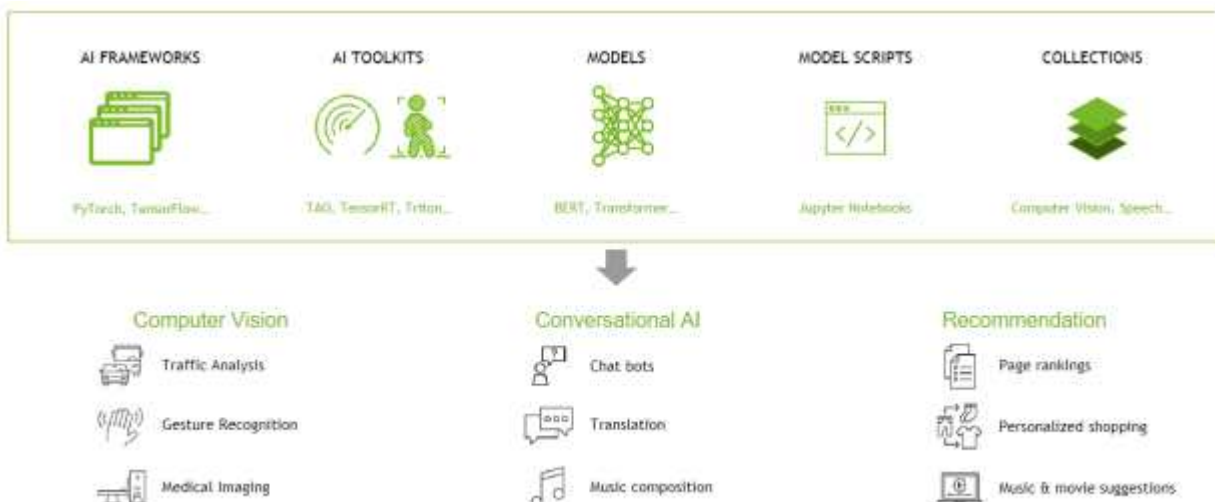 AI FRAMEWORKS
AI TOOLKITS
MODELS
MODEL SCRIPTS
COLLECTIONS
</>
PyTorch, TensorFlow...
TAO, TensorRT, Triton...
BERT, Transformer...
Jupyter Notebooks
Computer Vision, Speech...
Computer Vision
Traffic Analysis
Gesture Recognition
Medical Imaging
Conversational AI
Chat bots
Translation
Music composition
Recommendation
Page rankings
Personalized shopping
Music & movie suggestions